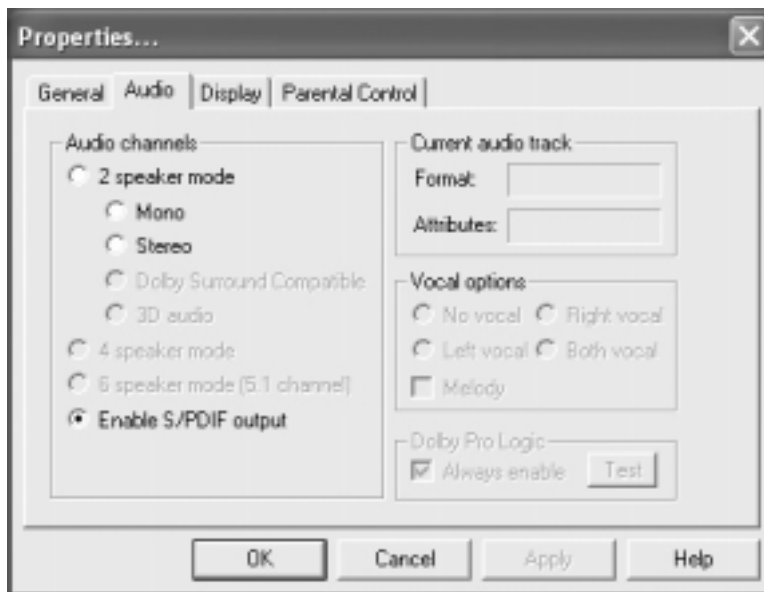 Properties...
General Audio Display Parental Control
Audio channels
2 speaker mode
Mono
Stereo
Dolby Surround Compatible
3D audio
4 speaker mode
6 speaker mode (5.1 channel)
Enable S/PDIF output
Current audio track
Format:
Attributes:
Vocal options
No vocal Right vocal
Left vocal Both vocal
Melody
Dolby Pro Logic
Always enable Test
OK Cancel Apply Help